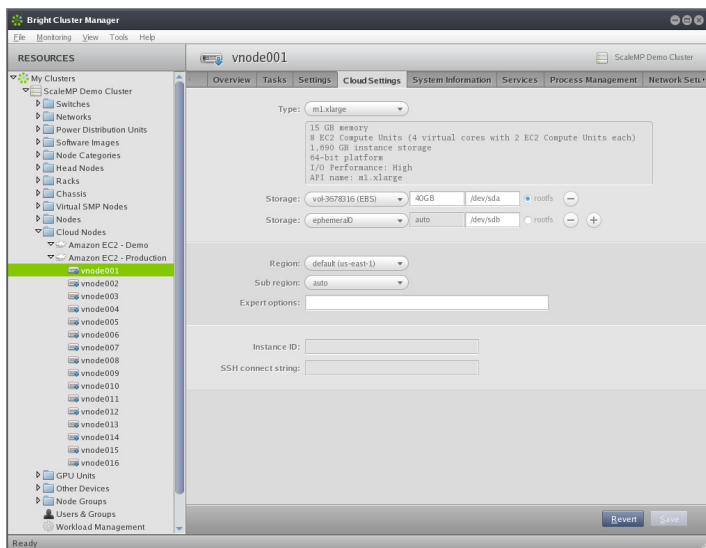 Bright Cluster Manager
File Monitoring View Tools Help
RESOURCES
vnode001
ScaleMP Demo Cluster
My Clusters
ScaleMP Demo Cluster
Switches
Networks
Power Distribution Units
Software Images
Node Categories
Head Nodes
Racks
Chassis
Virtual SMP Nodes
Nodes
Cloud Nodes
Amazon EC2 - Demo
Amazon EC2 - Production
vnode001
vnode002
vnode003
vnode004
vnode005
vnode006
vnode007
vnode008
vnode009
vnode010
vnode011
vnode012
vnode013
vnode014
vnode015
vnode016
GPU Units
Other Devices
Node Groups
Users & Groups
Workload Management
Overview Tasks Settings Cloud Settings System Information Services Process Management Network Setu
Type: m1.xlarge
15 GB memory
8 EC2 Compute Units (4 virtual cores with 2 EC2 Compute Units each)
1,690 GB instance storage
64-bit platform
I/O Performance: High
API name: m1.xlarge
Storage: vol-3678316 (EBS) 40GB /dev/sda rootfs
Storage: ephemeral0 auto /dev/sdb rootfs
Region: default (us-east-1)
Sub region: auto
Expert options:
Instance ID:
SSH connect string:
Revert Save
Ready